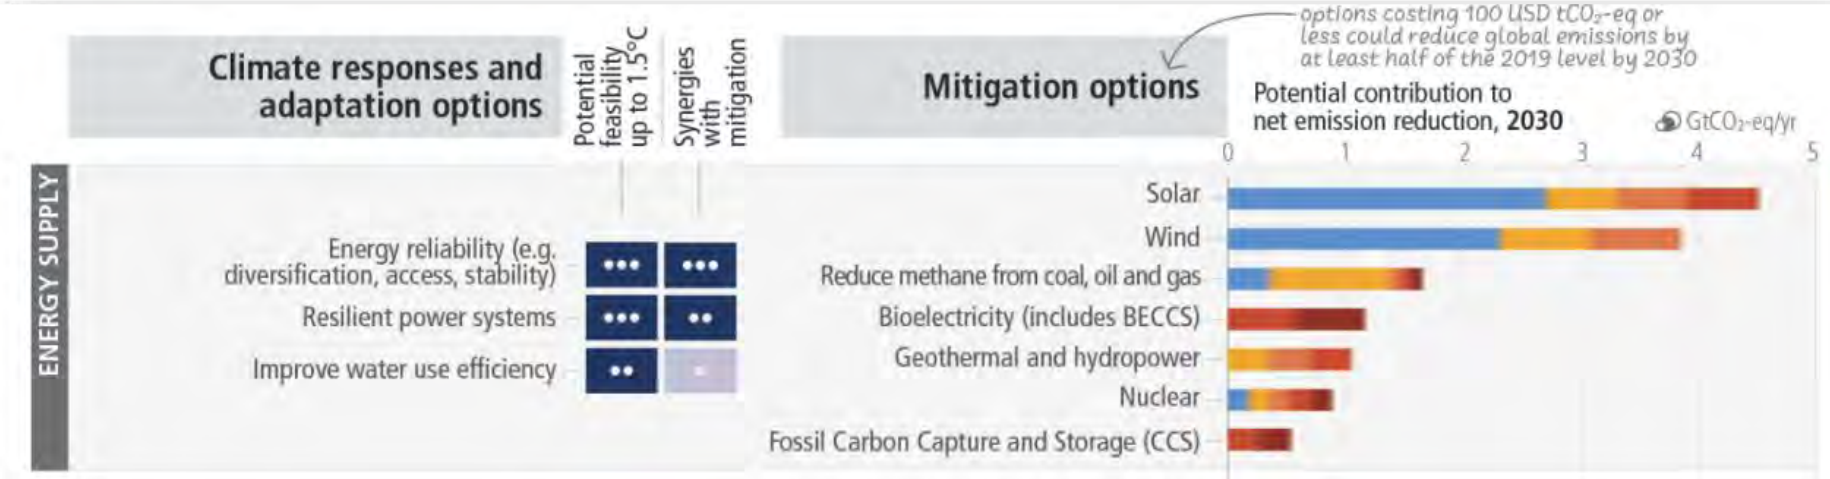 Climate responses and
adaptation options
Potential
feasibility
up to 1.5°C
Synergies
with
mitigation
Mitigation options
options costing 100 USD tCO₂-eq or
less could reduce global emissions by
at least half of the 2019 level by 2030
Potential contribution to
net emission reduction, 2030
GtCO₂-eq/yr
0 1 2 3 4 5
ENERGY SUPPLY
Energy reliability (e.g.
diversification, access, stability)
Resilient power systems
Improve water use efficiency
Solar
Wind
Reduce methane from coal, oil and gas
Bioelectricity (includes BECCS)
Geothermal and hydropower
Nuclear
Fossil Carbon Capture and Storage (CCS)